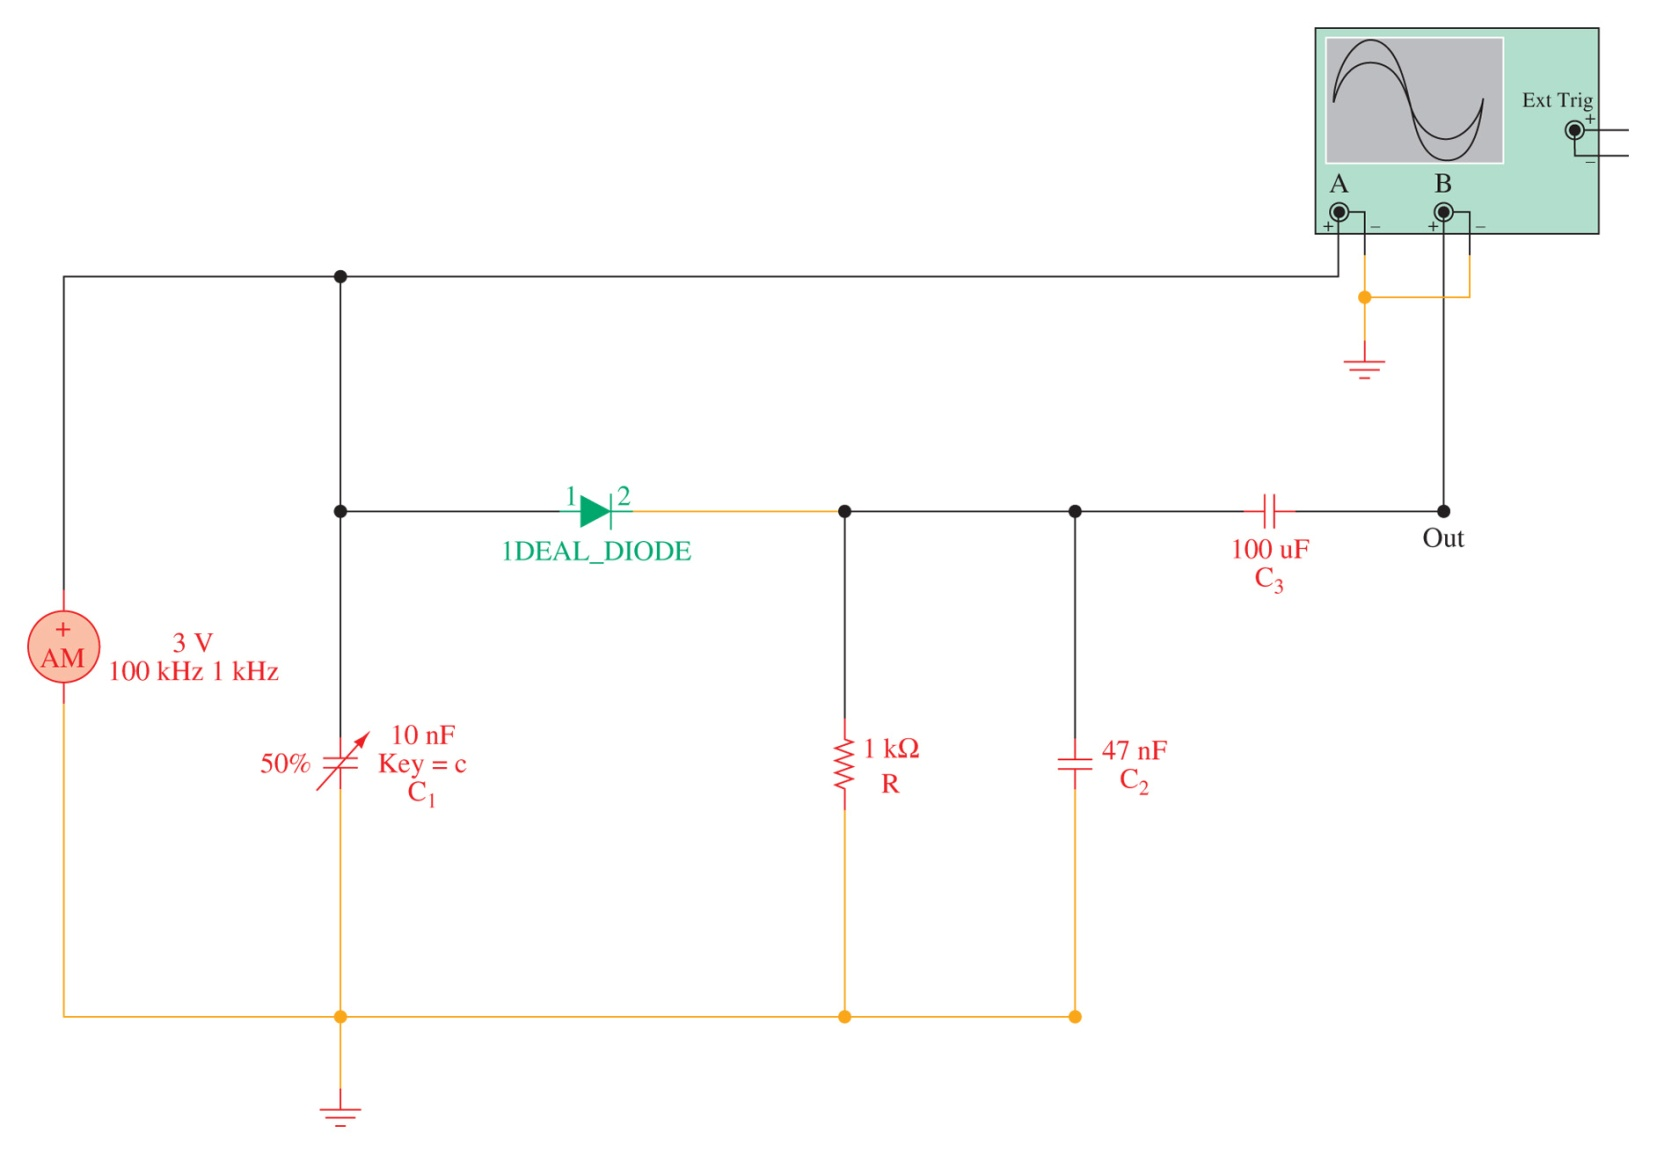 Ext Trig
+
−
A
B
+
−
+
−
1
2
1DEAL_DIODE
100 uF
C3
Out
+
AM
3 V
100 kHz 1 kHz
50%
10 nF
Key = c
C1
1 kΩ
R
47 nF
C2